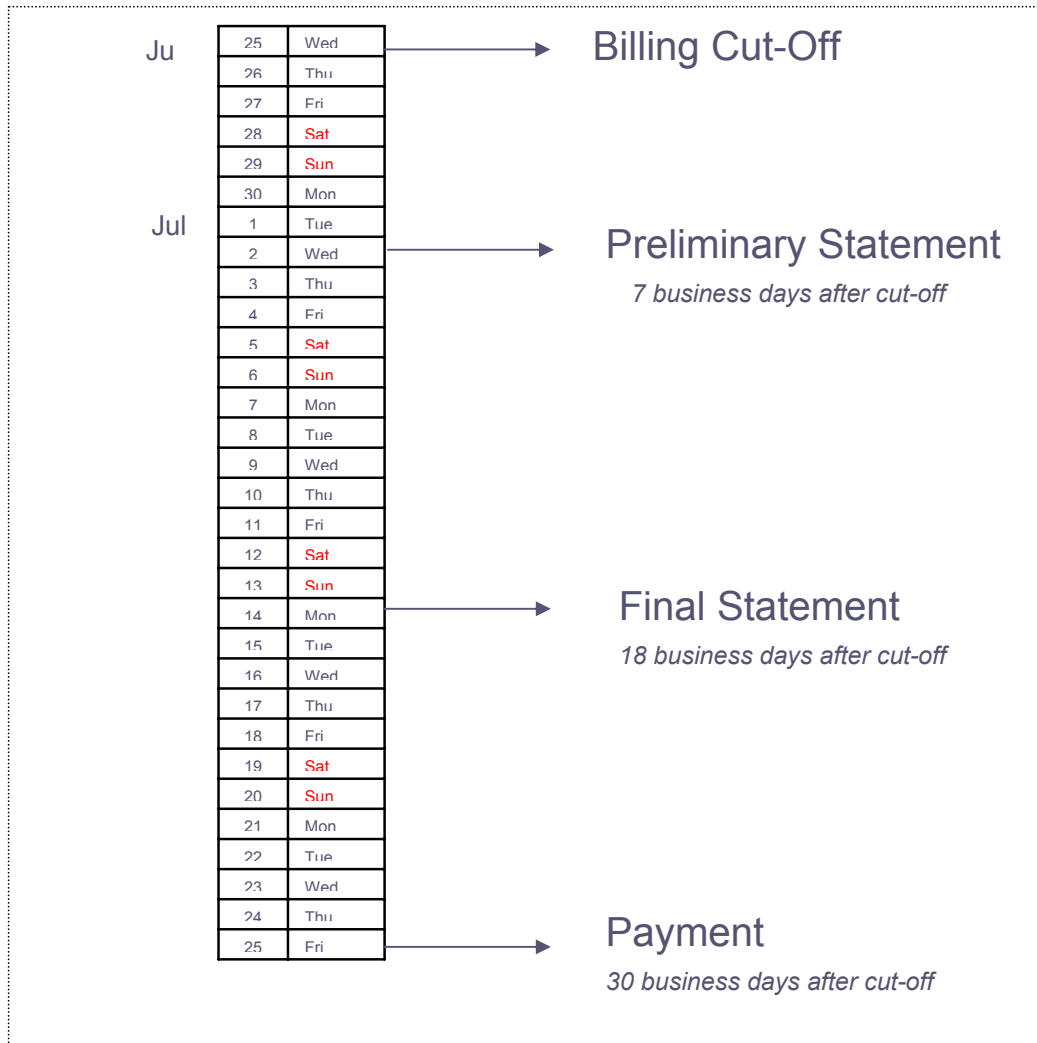 Ju
25 Wed
Billing Cut-Off
26 Thu
27 Fri
28 Sat
29 Sun
30 Mon
Jul
1 Tue
2 Wed
Preliminary Statement
3 Thu
7 business days after cut-off
4 Fri
5 Sat
6 Sun
7 Mon
8 Tue
9 Wed
10 Thu
11 Fri
12 Sat
13 Sun
14 Mon
Final Statement
15 Tue
18 business days after cut-off
16 Wed
17 Thu
18 Fri
19 Sat
20 Sun
21 Mon
22 Tue
23 Wed
24 Thu
25 Fri
Payment
30 business days after cut-off